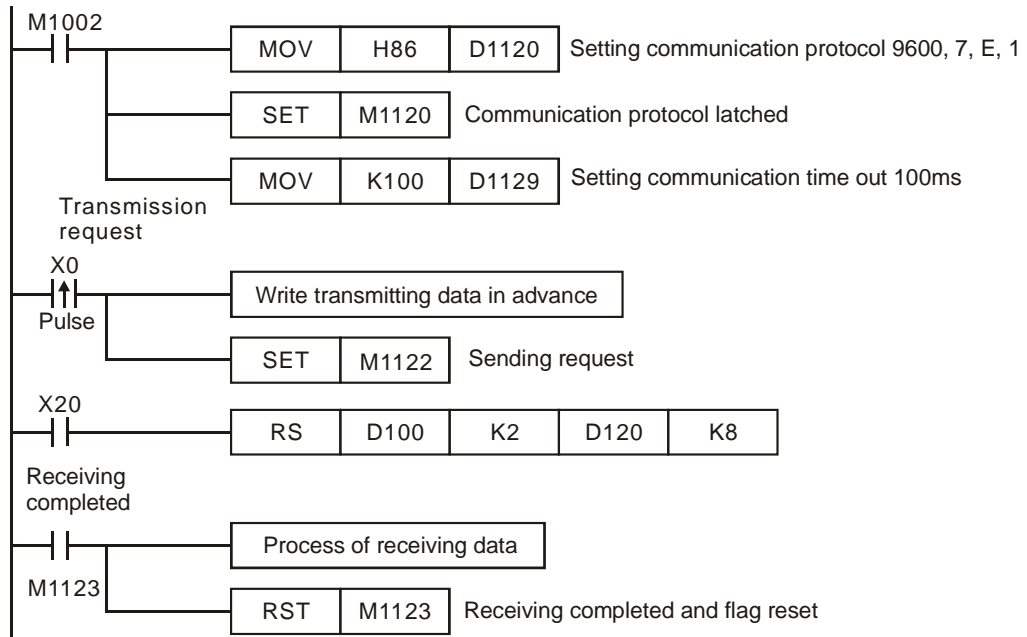 M1002
MOV H86 D1120 Setting communication protocol 9600, 7, E, 1
SET M1120 Communication protocol latched
MOV K100 D1129 Setting communication time out 100ms
Transmission
request
X0
Write transmitting data in advance
Pulse
SET M1122 Sending request
X20
RS D100 K2 D120 K8
Receiving
completed
Process of receiving data
M1123
RST M1123 Receiving completed and flag reset